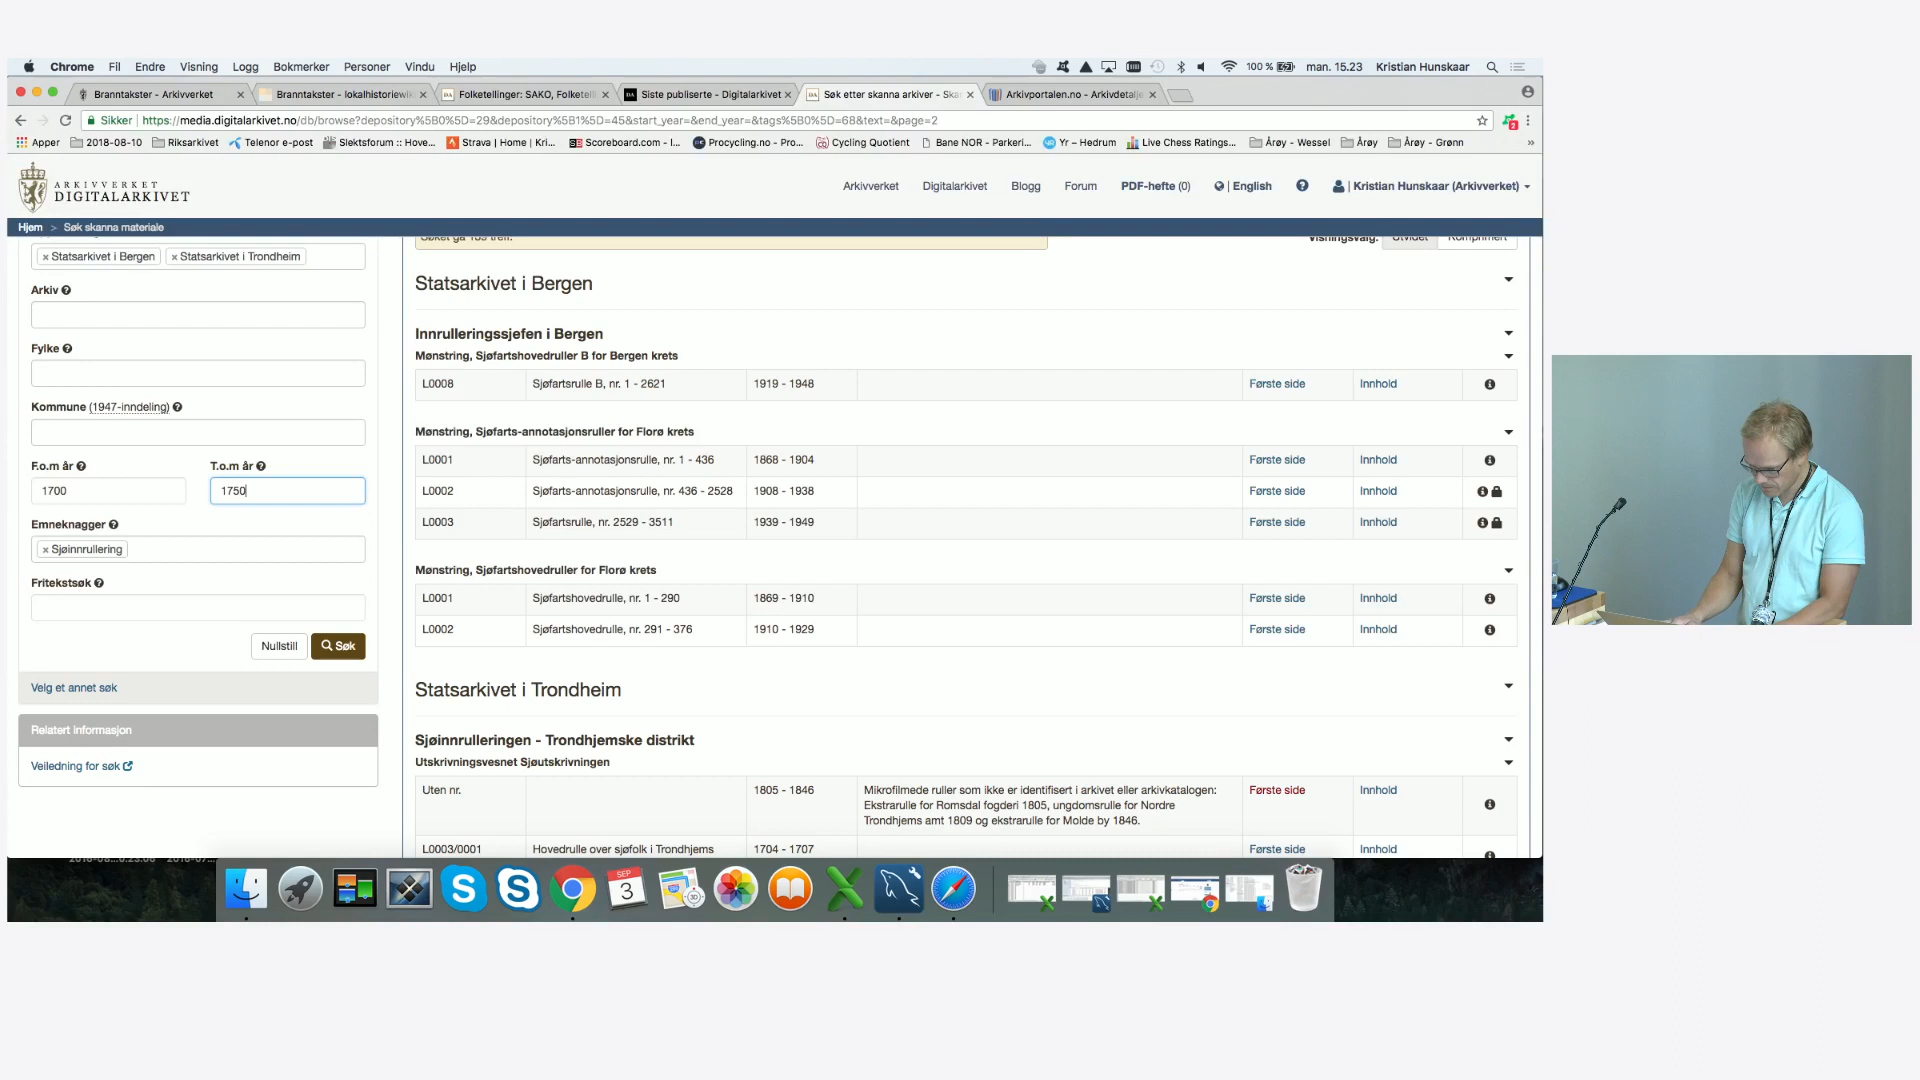 Chrome Fil Endre Visning Logg Bokmerker Personer Vindu Hjelp 100 % man. 15.23 Kristian Hunskaar
Branntakster - Arkivverket Branntakster - lokalhistoriewi Folketellinger: SAKO, Folketell Siste publiserte - Digitalarkivet Søk etter skanna arkiver - Ska Arkivportalen.no - Arkivdetalje
Sikker https://media.digitalarkivet.no/db/browse?depository%5B0%5D=29&depository%5B1%5D=45&start_year=&end_year=&tags%5B0%5D=68&text=&page=2
Apper 2018-08-10 Riksarkivet Telenor e-post Slektsforum :: Hove... Strava | Home | Kri... Scoreboard.com - l... Procycling.no - Pro... Cycling Quotient Bane NOR - Parkeri... Yr – Hedrum Live Chess Ratings... Årøy - Wessel Årøy Årøy - Grønn »
ARKIVVERKET
DIGITALARKIVET
Arkivverket Digitalarkivet Blogg Forum PDF-hefte (0) | English | Kristian Hunskaar (Arkivverket)
Hjem > Søk skanna materiale
× Statsarkivet i Bergen × Statsarkivet i Trondheim
Arkiv
Fylke
Kommune (1947-inndeling)
F.o.m år T.o.m år
1700 1750
Emneknagger
× Sjøinnrullering
Fritekstsøk
Nullstill Søk
Velg et annet søk
Relatert informasjon
Veiledning for søk
Søket ga 139 treff. Visningsvalg: Utvidet Komprimert
Statsarkivet i Bergen
Innrulleringssjefen i Bergen
Mønstring, Sjøfartshovedruller B for Bergen krets
L0008 Sjøfartsrulle B, nr. 1 - 2621 1919 - 1948 Første side Innhold
Mønstring, Sjøfarts-annotasjonsruller for Florø krets
L0001 Sjøfarts-annotasjonsrulle, nr. 1 - 436 1868 - 1904 Første side Innhold
L0002 Sjøfarts-annotasjonsrulle, nr. 436 - 2528 1908 - 1938 Første side Innhold
L0003 Sjøfartsrulle, nr. 2529 - 3511 1939 - 1949 Første side Innhold
Mønstring, Sjøfartshovedruller for Florø krets
L0001 Sjøfartshovedrulle, nr. 1 - 290 1869 - 1910 Første side Innhold
L0002 Sjøfartshovedrulle, nr. 291 - 376 1910 - 1929 Første side Innhold
Statsarkivet i Trondheim
Sjøinnrulleringen - Trondhjemske distrikt
Utskrivningsvesnet Sjøutskrivningen
Uten nr. 1805 - 1846 Mikrofilmede ruller som ikke er identifisert i arkivet eller arkivkatalogen: Første side Innhold
Ekstrarulle for Romsdal fogderi 1805, ungdomsrulle for Nordre
Trondhjems amt 1809 og ekstrarulle for Molde by 1846.
L0003/0001 Hovedrulle over sjøfolk i Trondhjems 1704 - 1707 Første side Innhold
SEP
3